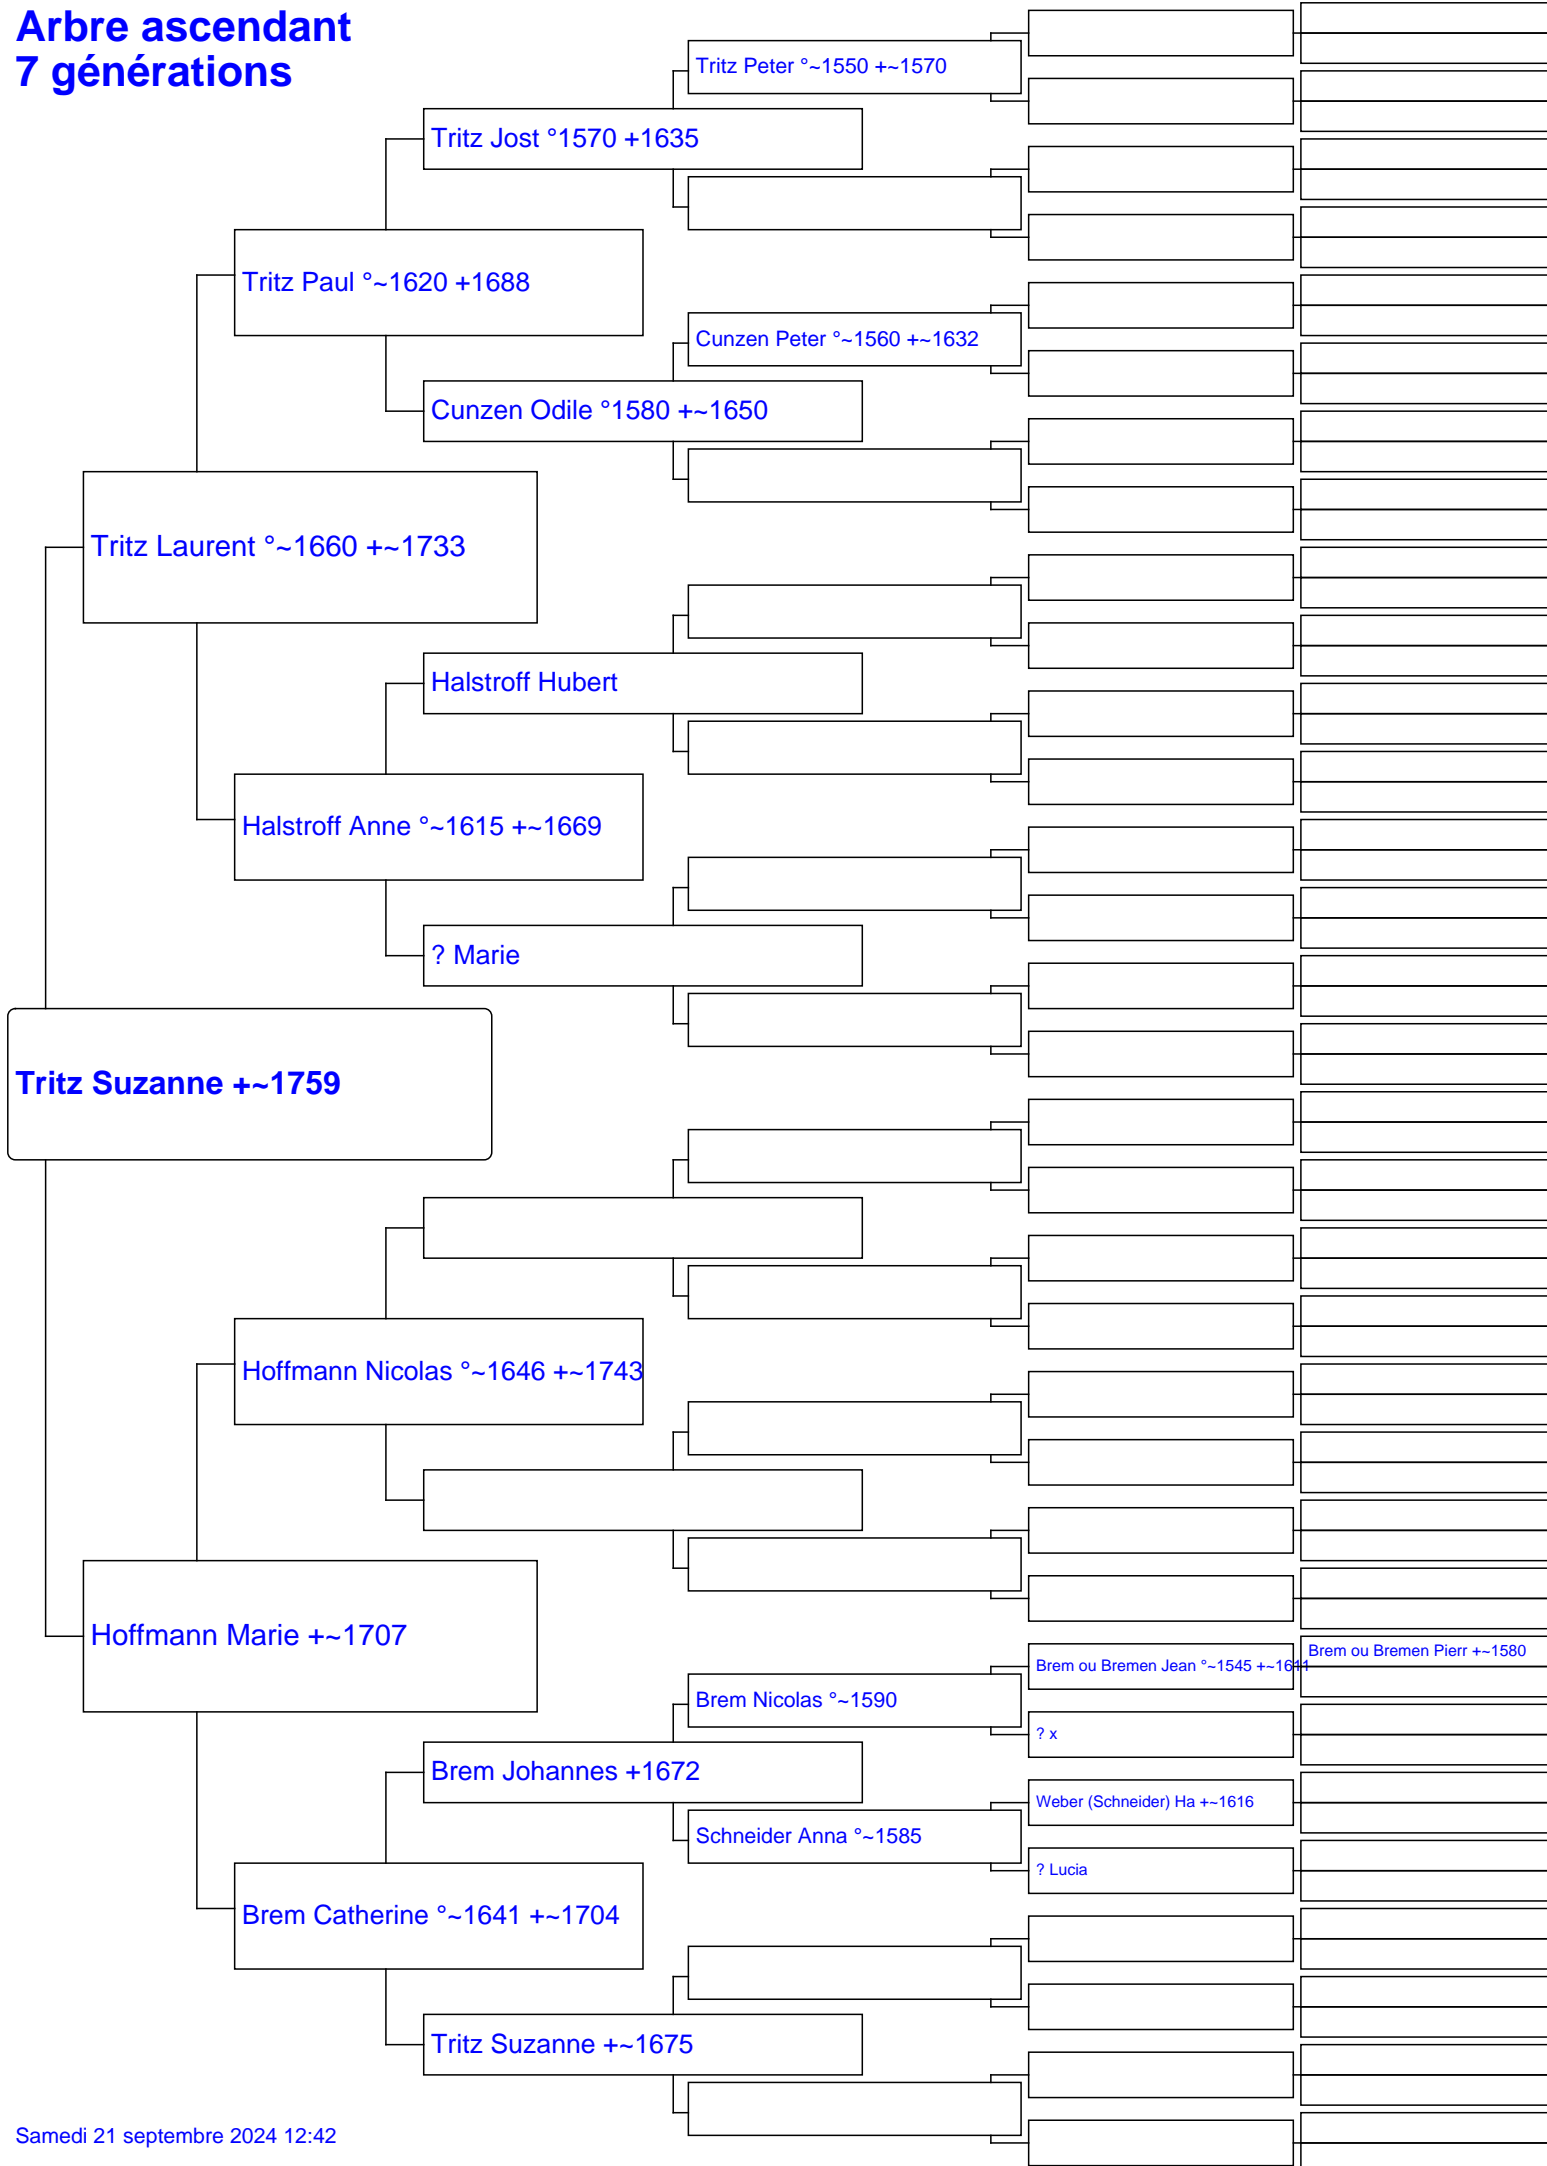 Arbre ascendant
7 générations
Tritz Peter °~1550 +~1570
Tritz Jost °1570 +1635
Tritz Paul °~1620 +1688
Cunzen Peter °~1560 +~1632
Cunzen Odile °1580 +~1650
Tritz Laurent °~1660 +~1733
Halstroff Hubert
Halstroff Anne °~1615 +~1669
? Marie
Tritz Suzanne +~1759
Hoffmann Nicolas °~1646 +~1743
Hoffmann Marie +~1707
Brem ou Bremen Jean °~1545 +~1611
Brem ou Bremen Pierr +~1580
Brem Nicolas °~1590
? x
Brem Johannes +1672
Weber (Schneider) Ha +~1616
Schneider Anna °~1585
? Lucia
Brem Catherine °~1641 +~1704
Tritz Suzanne +~1675
Samedi 21 septembre 2024 12:42